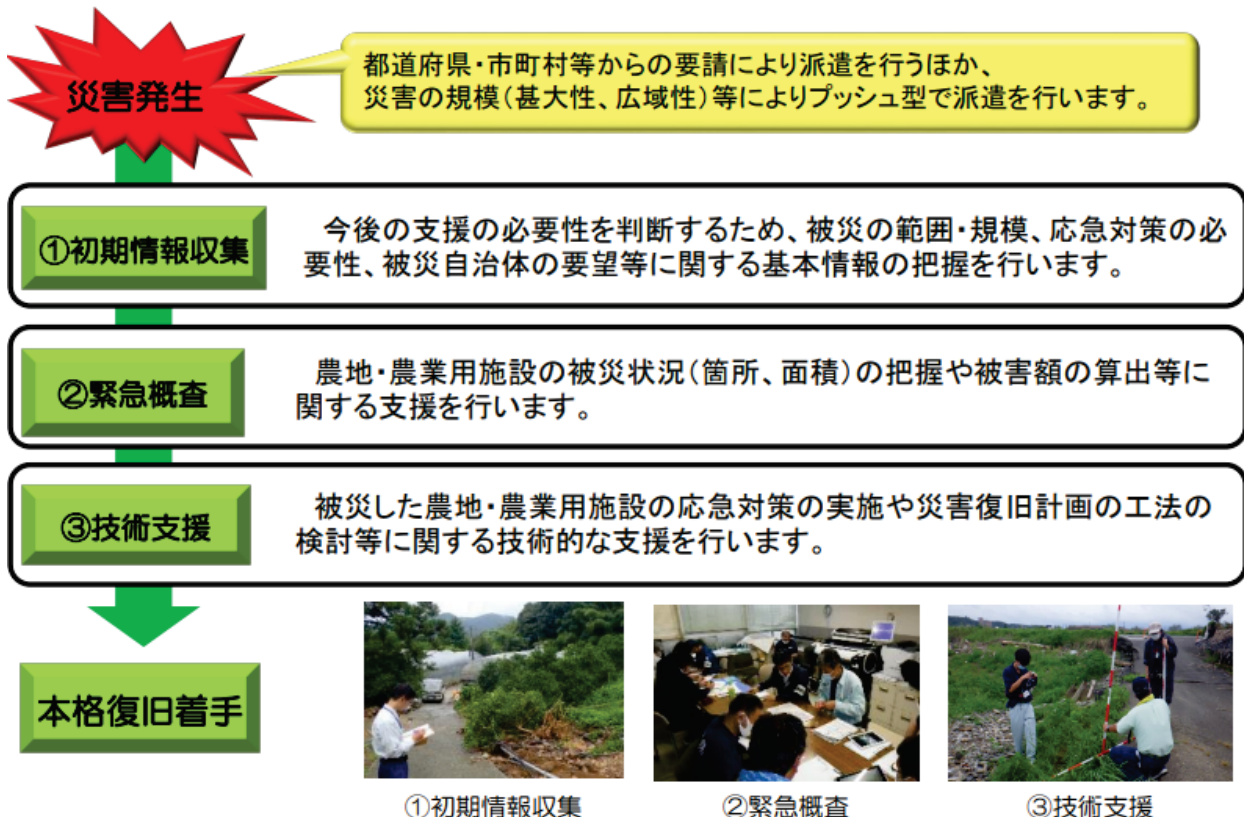 災害発生
都道府県・市町村等からの要請により派遣を行うほか、
災害の規模（甚大性、広域性）等によりプッシュ型で派遣を行います。
①初期情報収集
今後の支援の必要性を判断するため、被災の範囲・規模、応急対策の必
要性、被災自治体の要望等に関する基本情報の把握を行います。
②緊急概査
農地・農業用施設の被災状況（箇所、面積）の把握や被害額の算出等に
関する支援を行います。
③技術支援
被災した農地・農業用施設の応急対策の実施や災害復旧計画の工法の
検討等に関する技術的な支援を行います。
本格復旧着手
①初期情報収集
②緊急概査
③技術支援